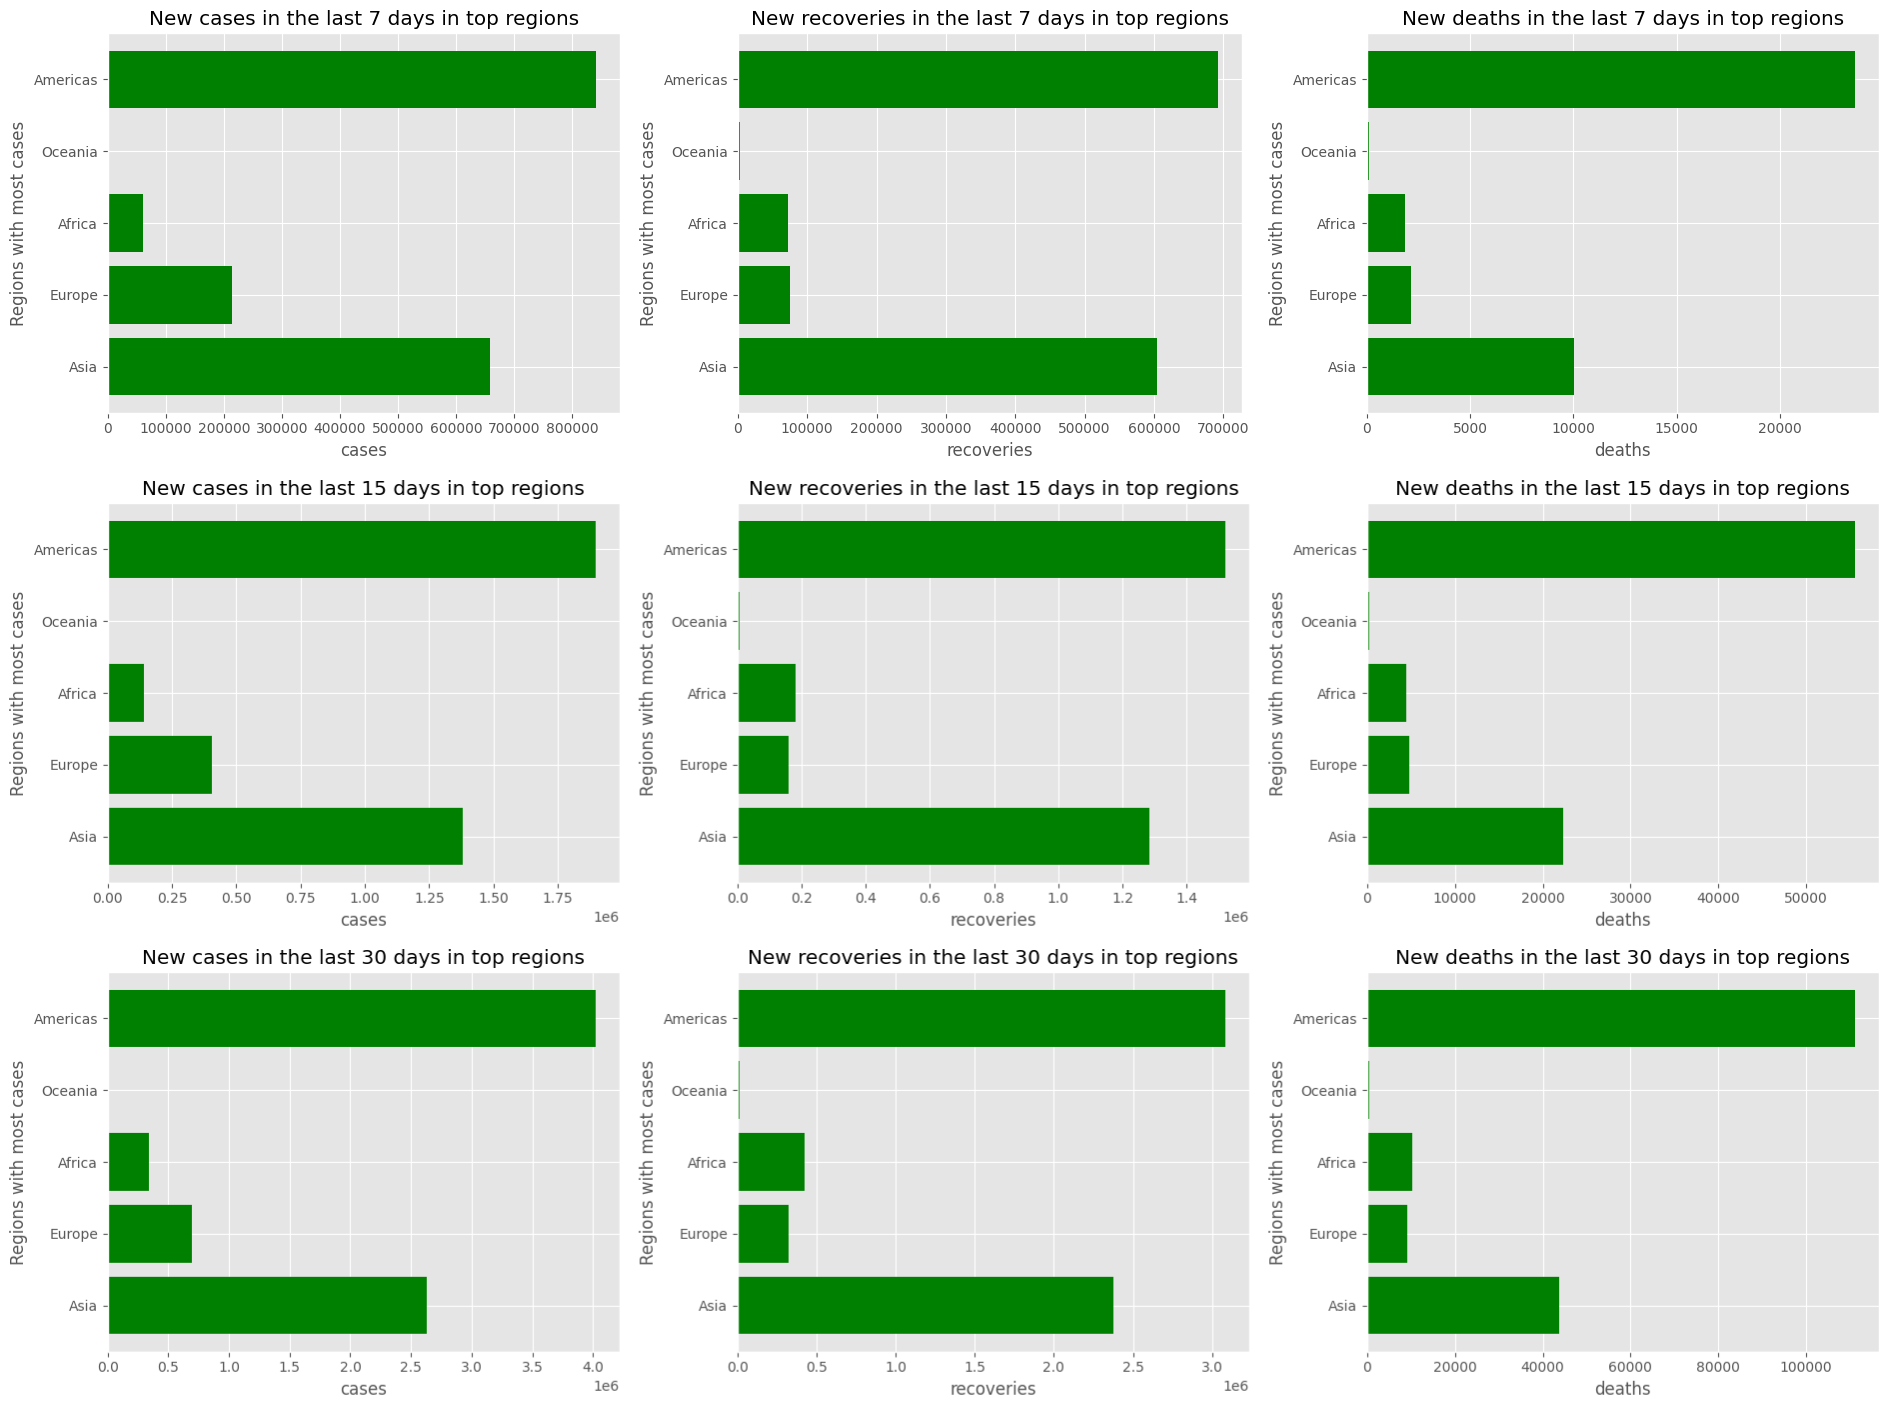 New cases in the last 7 days in top regions
Regions with most cases
Americas
Oceania
Africa
Europe
Asia
0 100000 200000 300000 400000 500000 600000 700000 800000
cases
New recoveries in the last 7 days in top regions
Regions with most cases
Americas
Oceania
Africa
Europe
Asia
0 100000 200000 300000 400000 500000 600000 700000
recoveries
New deaths in the last 7 days in top regions
Regions with most cases
Americas
Oceania
Africa
Europe
Asia
0 5000 10000 15000 20000
deaths
New cases in the last 15 days in top regions
Regions with most cases
Americas
Oceania
Africa
Europe
Asia
0.00 0.25 0.50 0.75 1.00 1.25 1.50 1.75
cases
1e6
New recoveries in the last 15 days in top regions
Regions with most cases
Americas
Oceania
Africa
Europe
Asia
0.0 0.2 0.4 0.6 0.8 1.0 1.2 1.4
recoveries
1e6
New deaths in the last 15 days in top regions
Regions with most cases
Americas
Oceania
Africa
Europe
Asia
0 10000 20000 30000 40000 50000
deaths
New cases in the last 30 days in top regions
Regions with most cases
Americas
Oceania
Africa
Europe
Asia
0.0 0.5 1.0 1.5 2.0 2.5 3.0 3.5 4.0
cases
1e6
New recoveries in the last 30 days in top regions
Regions with most cases
Americas
Oceania
Africa
Europe
Asia
0.0 0.5 1.0 1.5 2.0 2.5 3.0
recoveries
1e6
New deaths in the last 30 days in top regions
Regions with most cases
Americas
Oceania
Africa
Europe
Asia
0 20000 40000 60000 80000 100000
deaths